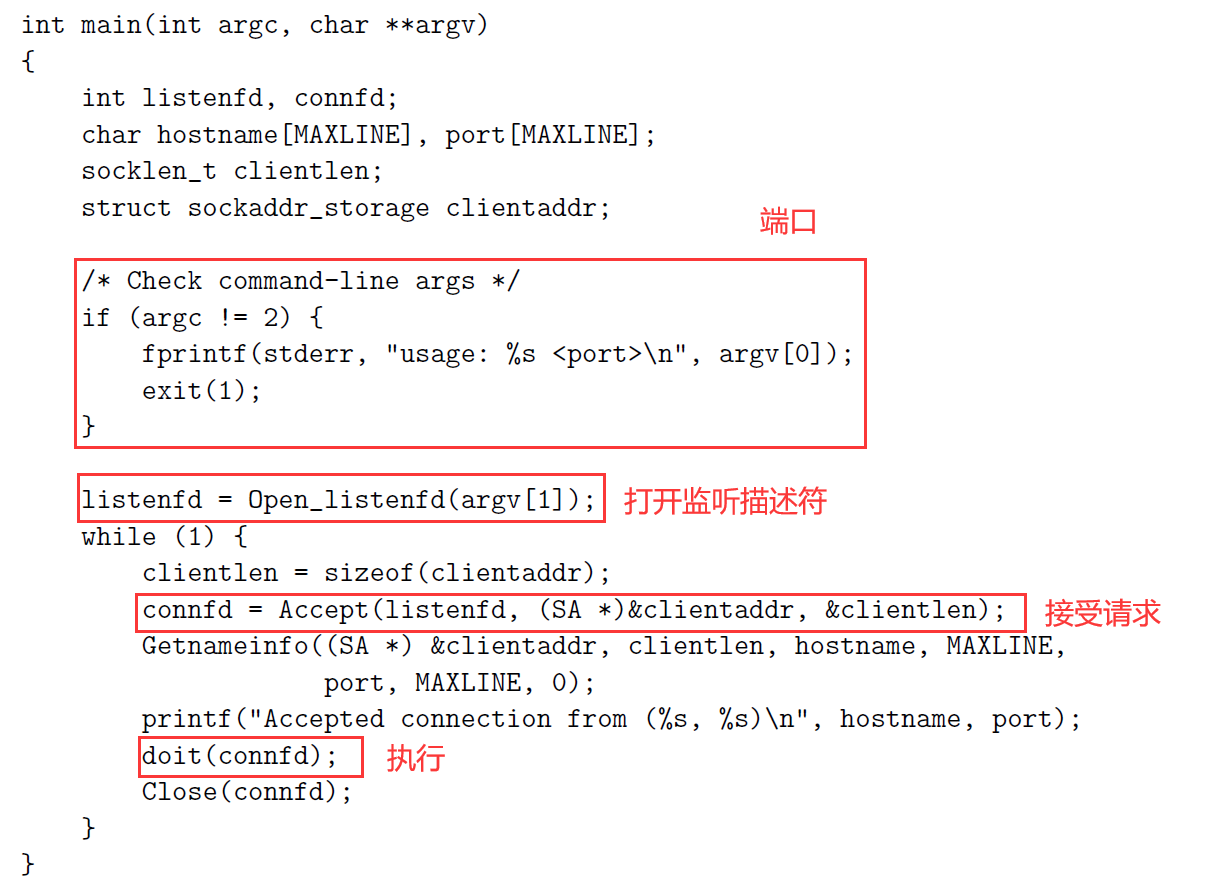 int main(int argc, char **argv)
{
int listenfd, connfd;
char hostname[MAXLINE], port[MAXLINE];
socklen_t clientlen;
struct sockaddr_storage clientaddr;
端口
/* Check command-line args */
if (argc != 2) {
fprintf(stderr, "usage: %s <port>\n", argv[0]);
exit(1);
}
listenfd = Open_listenfd(argv[1]); 打开监听描述符
while (1) {
clientlen = sizeof(clientaddr);
connfd = Accept(listenfd, (SA *)&clientaddr, &clientlen); 接受请求
Getnameinfo((SA *) &clientaddr, clientlen, hostname, MAXLINE,
port, MAXLINE, 0);
printf("Accepted connection from (%s, %s)\n", hostname, port);
doit(connfd); 执行
Close(connfd);
}
}